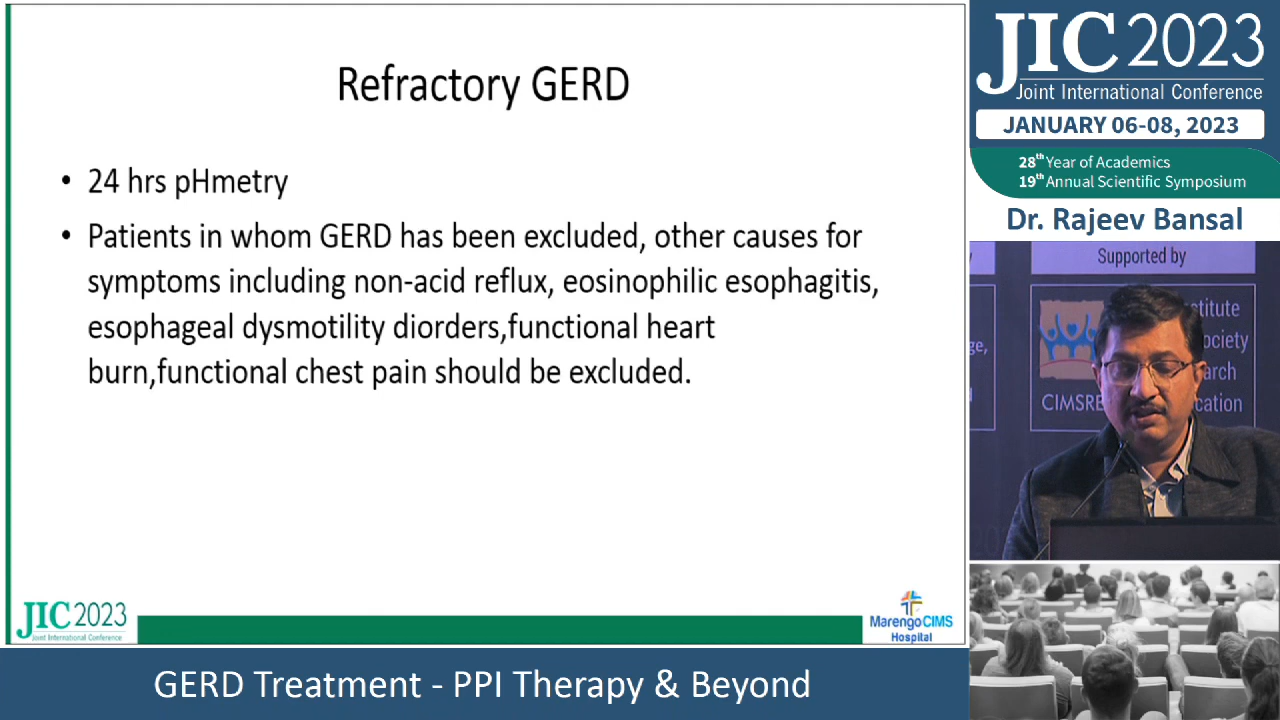 Refractory GERD
• 24 hrs pHmetry
• Patients in whom GERD has been excluded, other causes for
symptoms including non-acid reflux, eosinophilic esophagitis,
esophageal dysmotility diorders,functional heart
burn,functional chest pain should be excluded.
JIC 2023
Joint International Conference
MarengoCIMS
Hospital
GERD Treatment - PPI Therapy & Beyond
JIC 2023
Joint International Conference
JANUARY 06-08, 2023
28th Year of Academics
19th Annual Scientific Symposium
Dr. Rajeev Bansal
Supported by